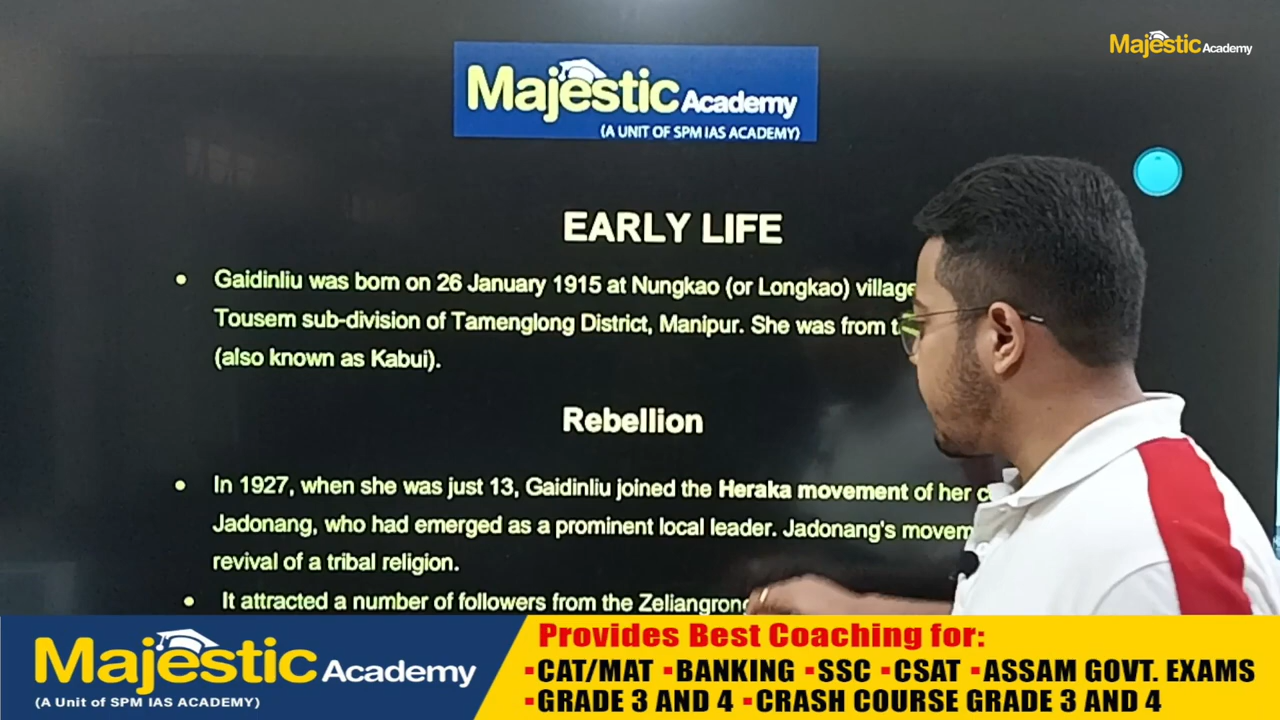 Majestic Academy
Majestic Academy
(A UNIT OF SPM IAS ACADEMY)
EARLY LIFE
• Gaidinliu was born on 26 January 1915 at Nungkao (or Longkao) village
Tousem sub-division of Tamenglong District, Manipur. She was from
(also known as Kabui).
Rebellion
• In 1927, when she was just 13, Gaidinliu joined the Heraka movement of her
Jadonang, who had emerged as a prominent local leader. Jadonang's
revival of a tribal religion.
• It attracted a number of followers from the
Majestic Academy
(A Unit of SPM IAS ACADEMY)
Provides Best Coaching for:
▪CAT/MAT ▪BANKING ▪SSC ▪CSAT ▪ASSAM GOVT. EXAMS
▪GRADE 3 AND 4 ▪CRASH COURSE GRADE 3 AND 4